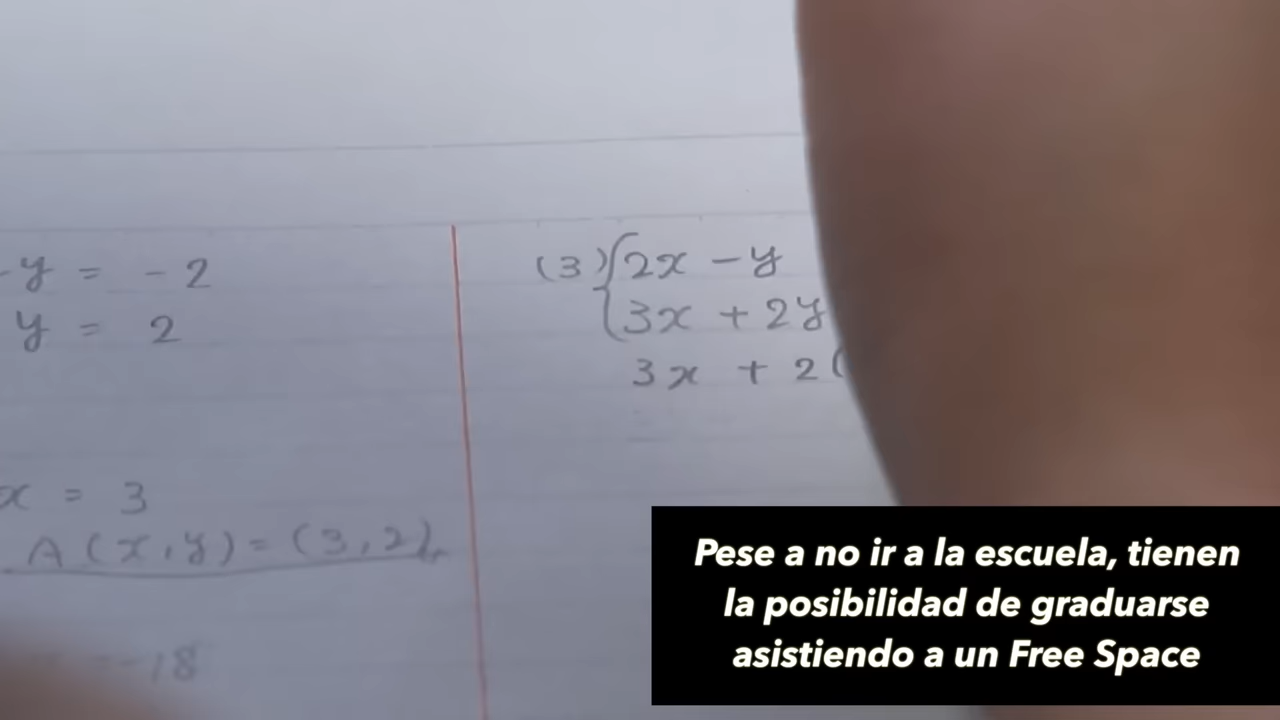 -y = -2
y = 2
x = 3
A (x, y) = (3, 2)
-18
(3) { 2x - y
3x + 2y
3x + 2(
Pese a no ir a la escuela, tienen
la posibilidad de graduarse
asistiendo a un Free Space